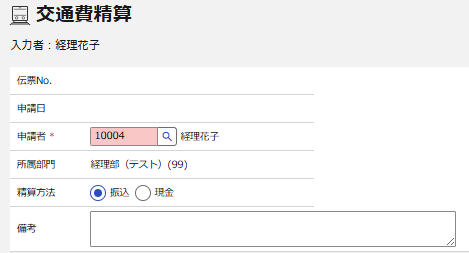 交通費精算
入力者：経理花子
伝票No.
申請日
申請者 * 10004 経理花子
所属部門 経理部（テスト）(99)
精算方法 振込 現金
備考